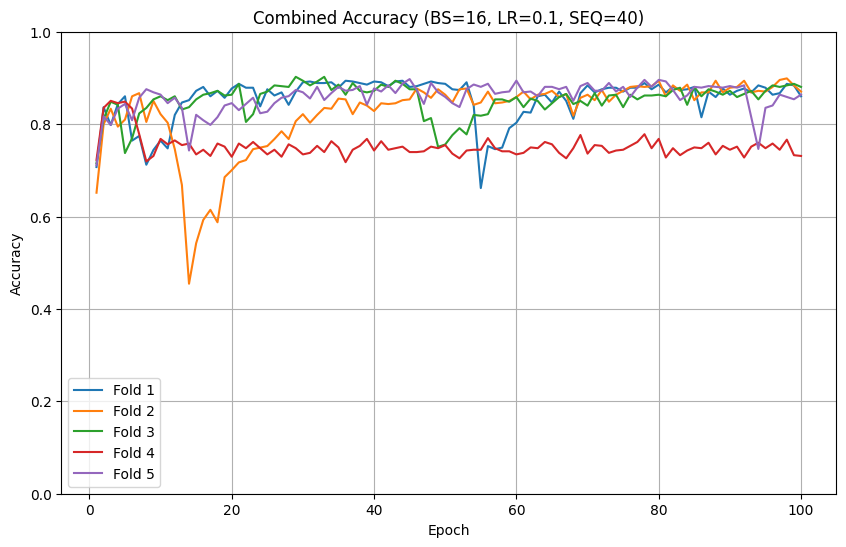 Combined Accuracy (BS=16, LR=0.1, SEQ=40)
1.0
0.8
0.6
0.4
0.2
0.0
Accuracy
Fold 1
Fold 2
Fold 3
Fold 4
Fold 5
0 20 40 60 80 100
Epoch